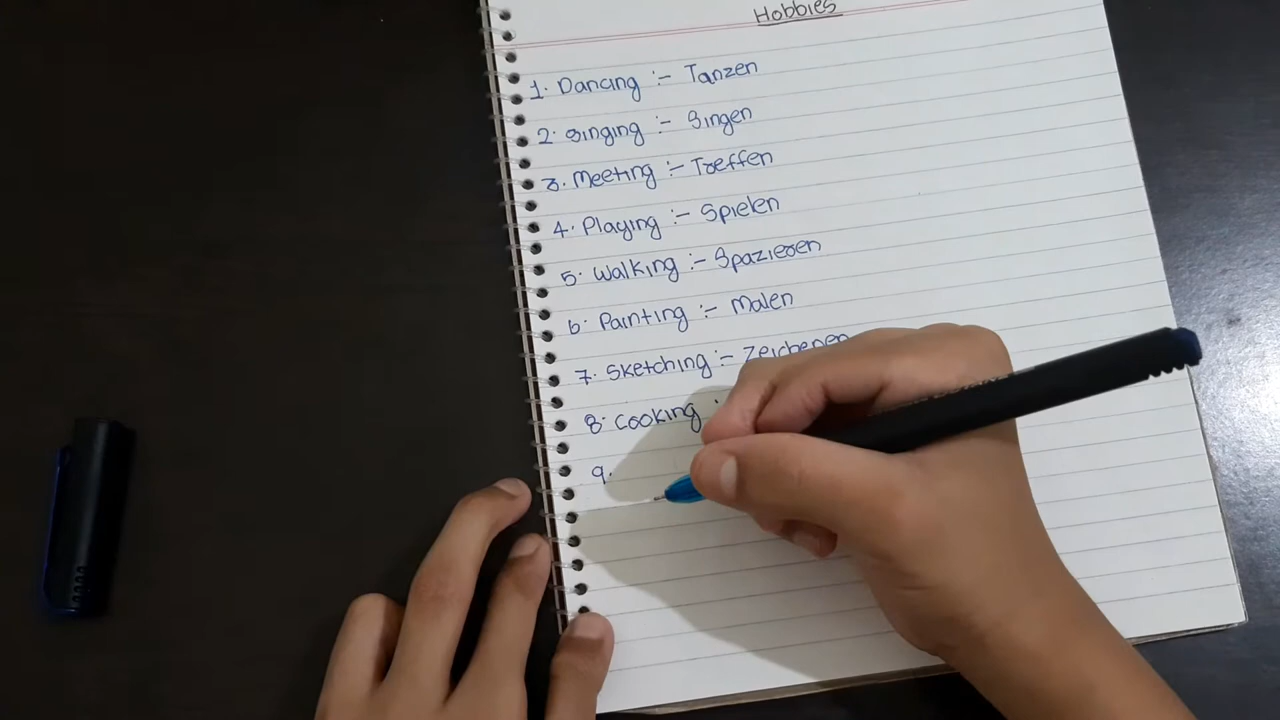 Hobbies
1. Dancing :- Tanzen
2. Singing :- Singen
3. Meeting :- Treffen
4. Playing :- Spielen
5. Walking :- Spazieren
6. Painting :- Malen
7. Sketching :- Zeichenen
8. Cooking :
9.